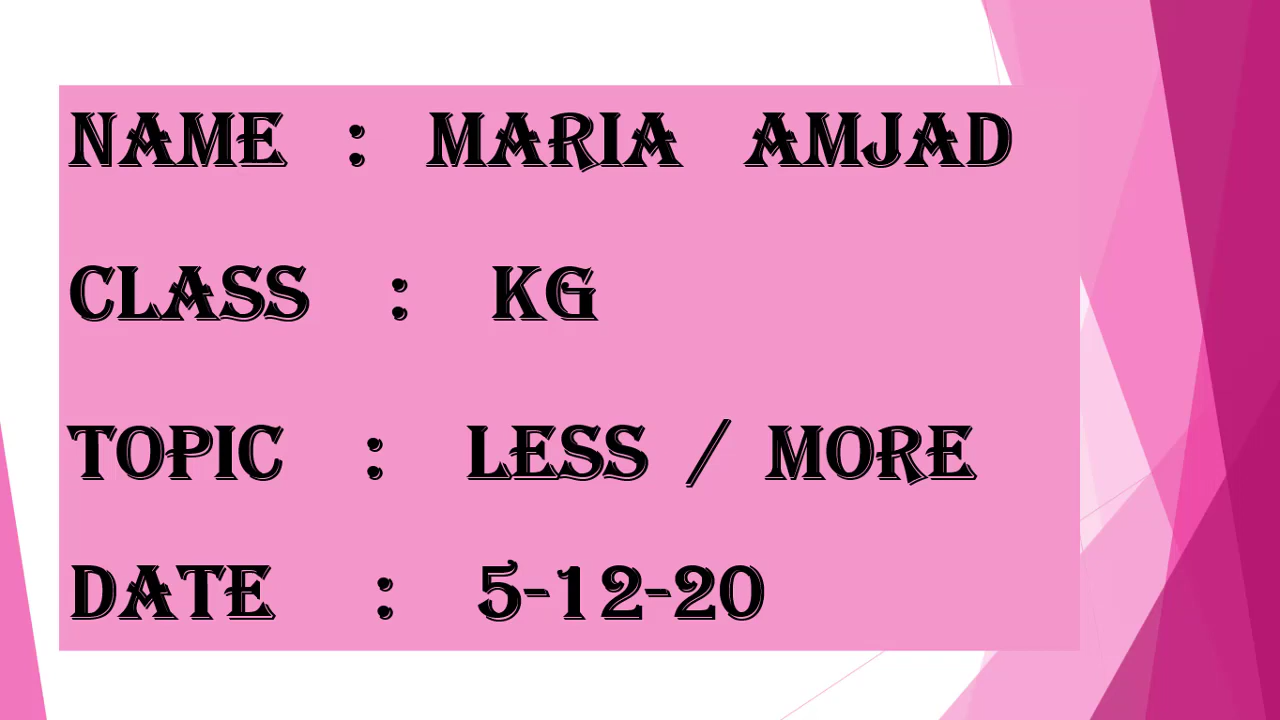 NAME : MARIA AMJAD
CLASS : KG
TOPIC : LESS / MORE
DATE : 5-12-20